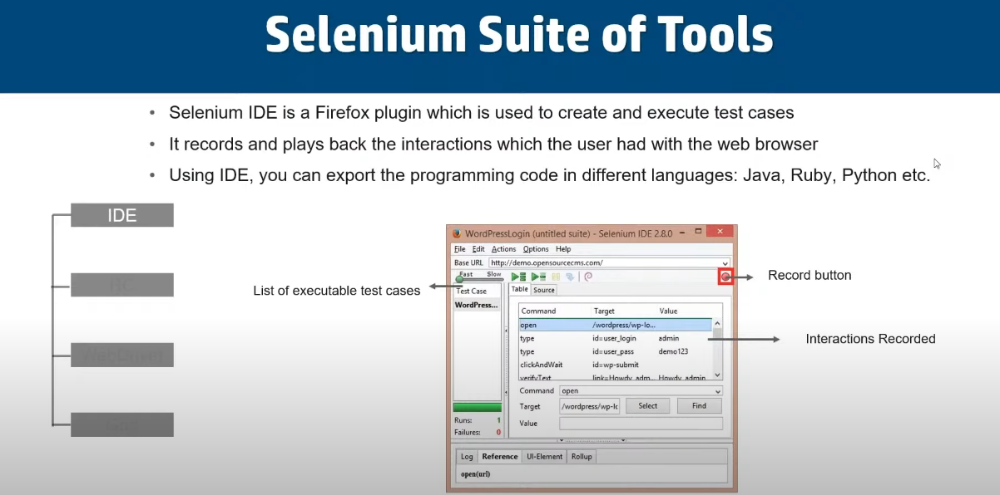 Selenium Suite of Tools
• Selenium IDE is a Firefox plugin which is used to create and execute test cases
• It records and plays back the interactions which the user had with the web browser
• Using IDE, you can export the programming code in different languages: Java, Ruby, Python etc.
IDE
RC
WebDriver
List of executable test cases
WordPressLogin (untitled suite) - Selenium IDE 2.8.0
File Edit Actions Options Help
Base URL http://demo.opensourcecms.com/
Fast Slow
Test Case
WordPress...
Table Source
Command Target Value
open /wordpress/wp-lo...
type id=user_login admin
type id=user_pass demo123
clickAndWait id=wp-submit
verifyText link=Howdy, adm... Howdy, admin
Command open
Target /wordpress/wp-lo Select Find
Value
Runs: 1
Failures: 0
Log Reference UI-Element Rollup
open(url)
Record button
Interactions Recorded